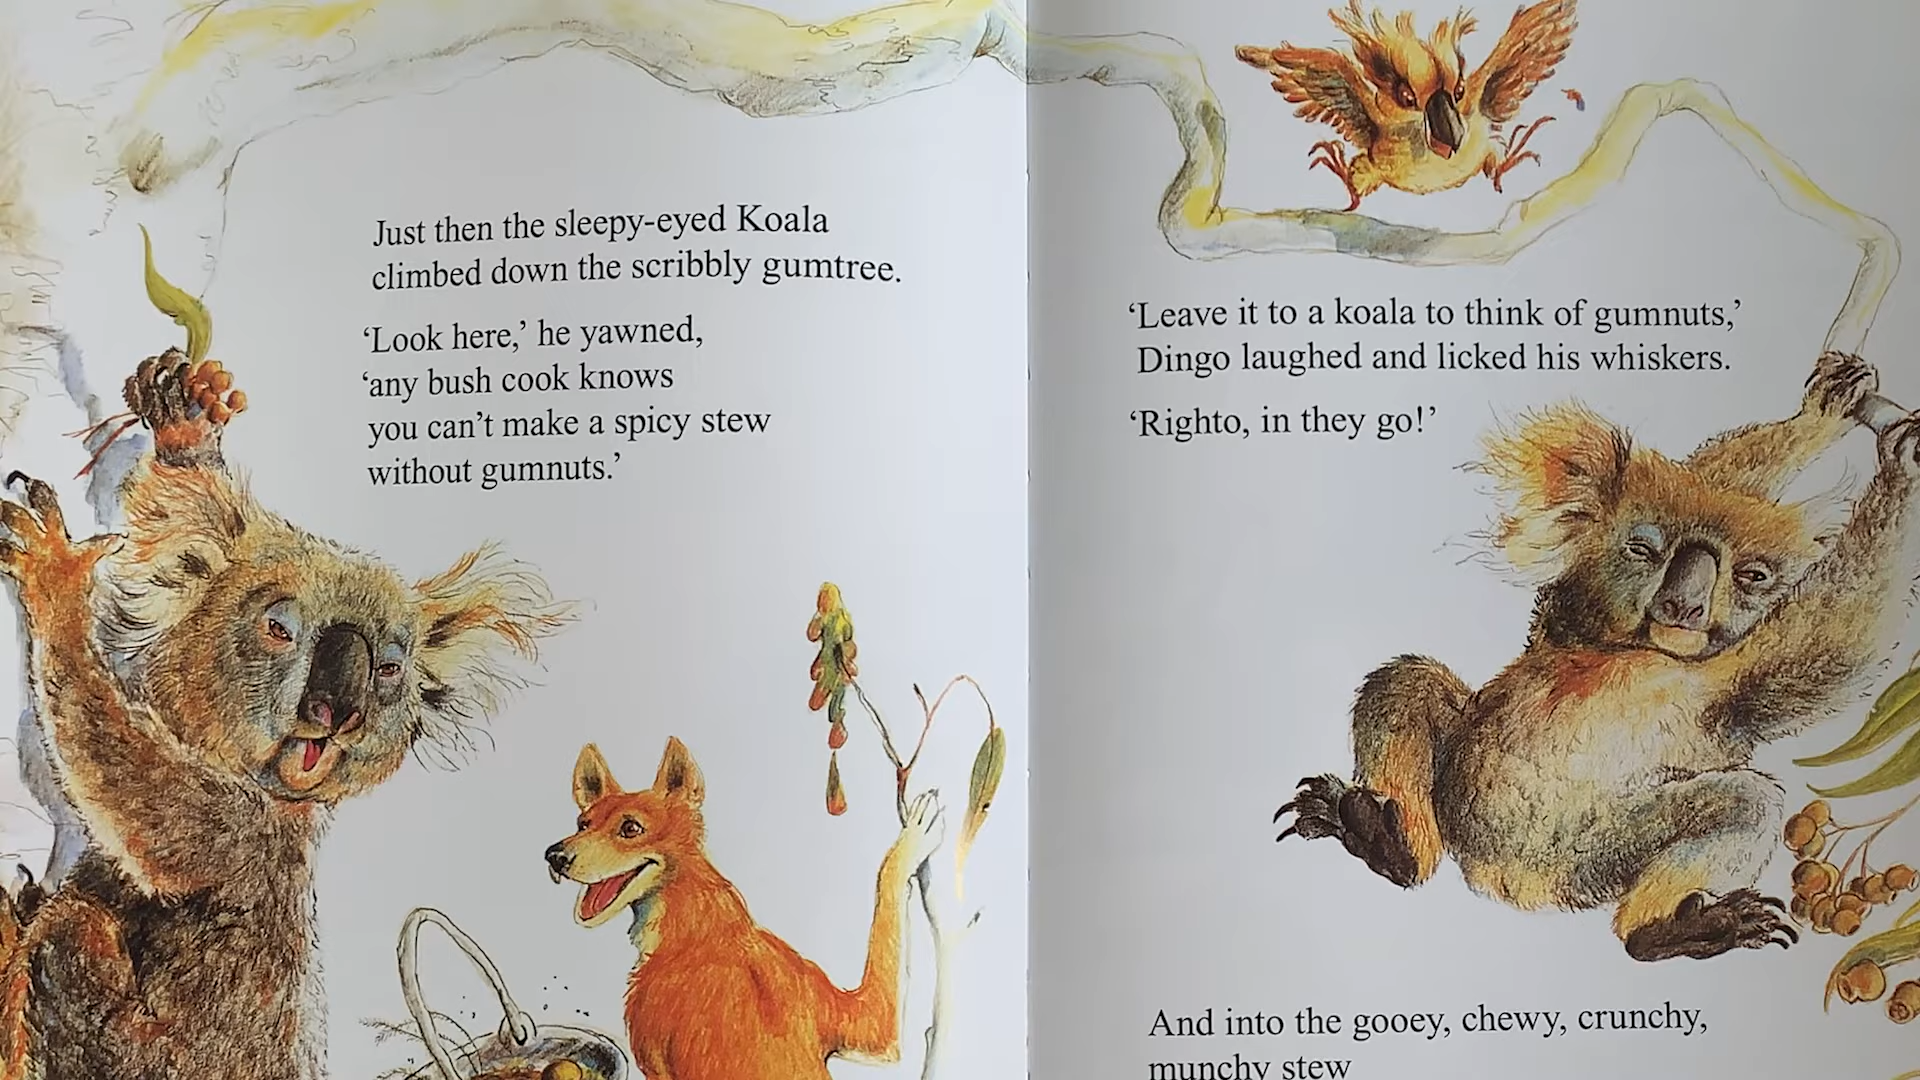 Just then the sleepy-eyed Koala
climbed down the scribbly gumtree.
‘Look here,’ he yawned,
‘any bush cook knows
you can’t make a spicy stew
without gumnuts.’
‘Leave it to a koala to think of gumnuts,’
Dingo laughed and licked his whiskers.
‘Righto, in they go!’
And into the gooey, chewy, crunchy,
munchy stew